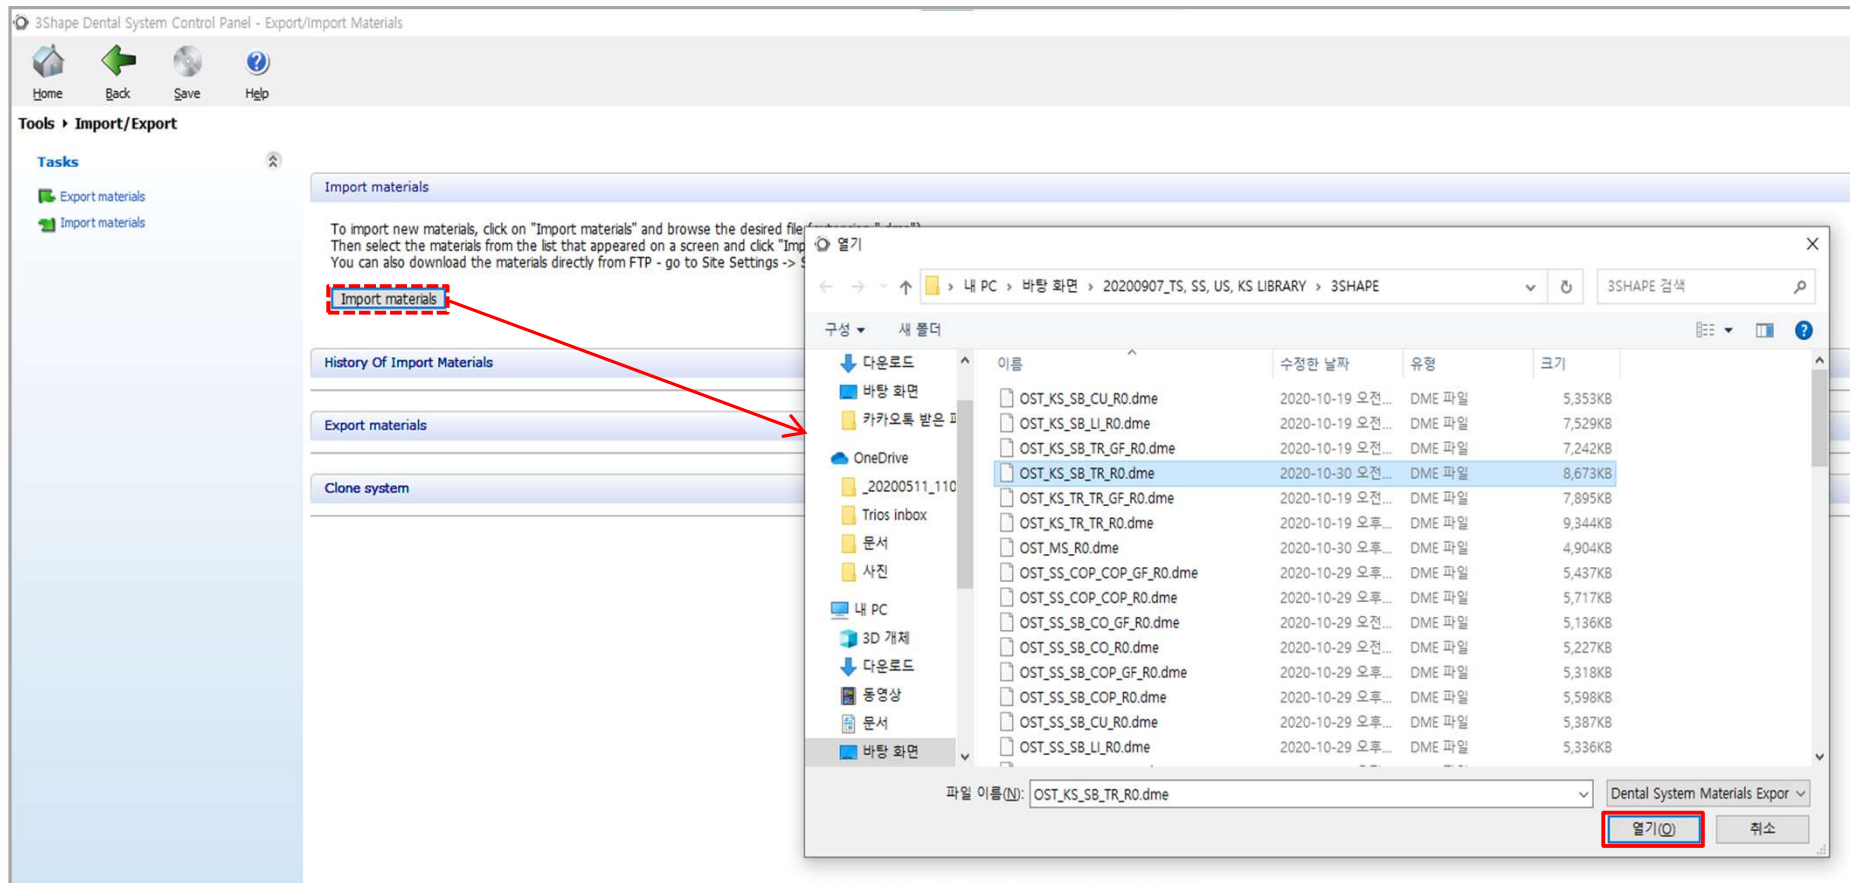 3Shape Dental System Control Panel - Export/Import Materials
Home Back Save Help
Tools ▸ Import/Export
Tasks
Export materials
Import materials
Import materials
To import new materials, click on "Import materials" and browse the desired file
Then select the materials from the list that appeared on a screen and click "Imp
You can also download the materials directly from FTP - go to Site Settings ->
Import materials
History Of Import Materials
Export materials
Clone system
열기
내 PC › 바탕 화면 › 20200907_TS, SS, US, KS LIBRARY › 3SHAPE
3SHAPE 검색
구성 새 폴더
다운로드
바탕 화면
카카오톡 받은
OneDrive
_20200511_110
Trios inbox
문서
사진
내 PC
3D 개체
다운로드
동영상
문서
바탕 화면
이름 수정한 날짜 유형 크기
OST_KS_SB_CU_R0.dme 2020-10-19 오전... DME 파일 5,353KB
OST_KS_SB_LI_R0.dme 2020-10-19 오전... DME 파일 7,529KB
OST_KS_SB_TR_GF_R0.dme 2020-10-19 오전... DME 파일 7,242KB
OST_KS_SB_TR_R0.dme 2020-10-30 오전... DME 파일 8,673KB
OST_KS_TR_TR_GF_R0.dme 2020-10-19 오전... DME 파일 7,895KB
OST_KS_TR_TR_R0.dme 2020-10-19 오후... DME 파일 9,344KB
OST_MS_R0.dme 2020-10-30 오후... DME 파일 4,904KB
OST_SS_COP_COP_GF_R0.dme 2020-10-29 오후... DME 파일 5,437KB
OST_SS_COP_COP_R0.dme 2020-10-29 오후... DME 파일 5,717KB
OST_SS_SB_CO_GF_R0.dme 2020-10-29 오전... DME 파일 5,136KB
OST_SS_SB_CO_R0.dme 2020-10-29 오전... DME 파일 5,227KB
OST_SS_SB_COP_GF_R0.dme 2020-10-29 오후... DME 파일 5,318KB
OST_SS_SB_COP_R0.dme 2020-10-29 오후... DME 파일 5,598KB
OST_SS_SB_CU_R0.dme 2020-10-29 오후... DME 파일 5,387KB
OST_SS_SB_LI_R0.dme 2020-10-29 오후... DME 파일 5,336KB
파일 이름(N): OST_KS_SB_TR_R0.dme Dental System Materials Expor
열기(O) 취소